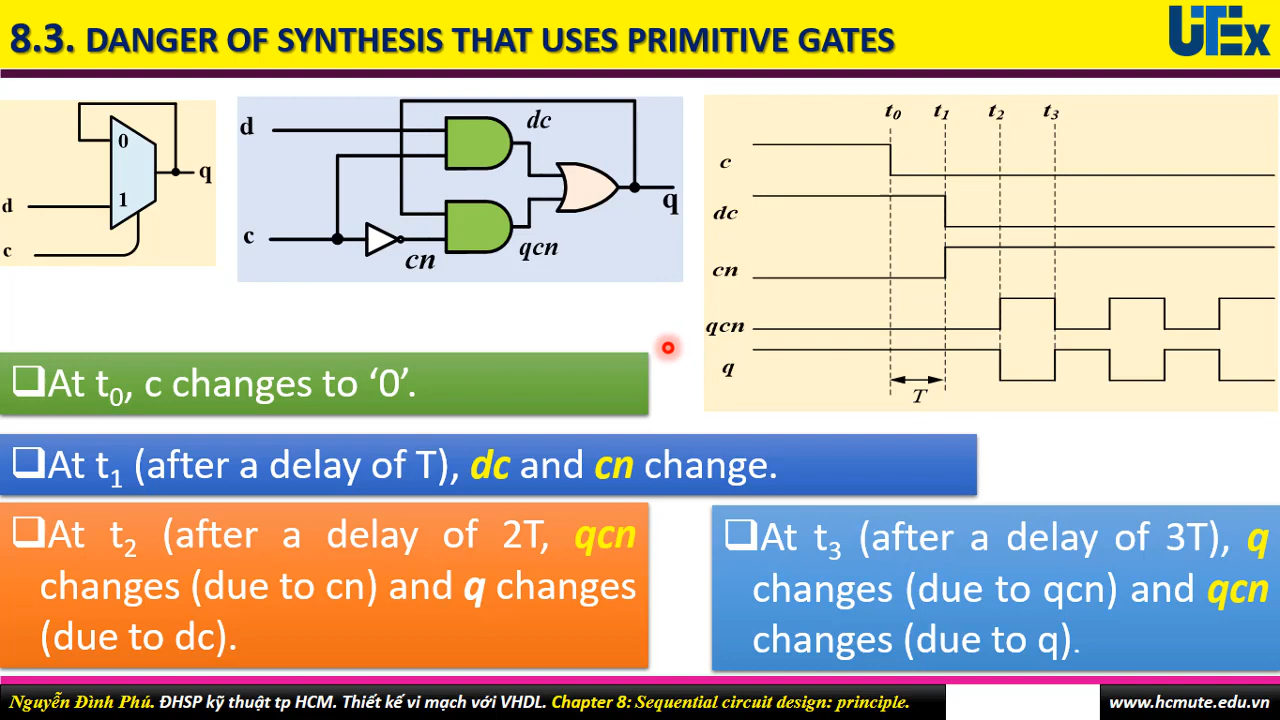 8.3. DANGER OF SYNTHESIS THAT USES PRIMITIVE GATES
UTEx
0
q
d
1
c
d
dc
q
c
cn
qcn
t0 t1 t2 t3
c
dc
cn
qcn
q
T
❑At t0, c changes to ‘0’.
❑At t1 (after a delay of T), dc and cn change.
❑At t2 (after a delay of 2T, qcn
changes (due to cn) and q changes
(due to dc).
❑At t3 (after a delay of 3T), q
changes (due to qcn) and qcn
changes (due to q).
Nguyễn Đình Phú. ĐHSP kỹ thuật tp HCM. Thiết kế vi mạch với VHDL. Chapter 8: Sequential circuit design: principle.
www.hcmute.edu.vn